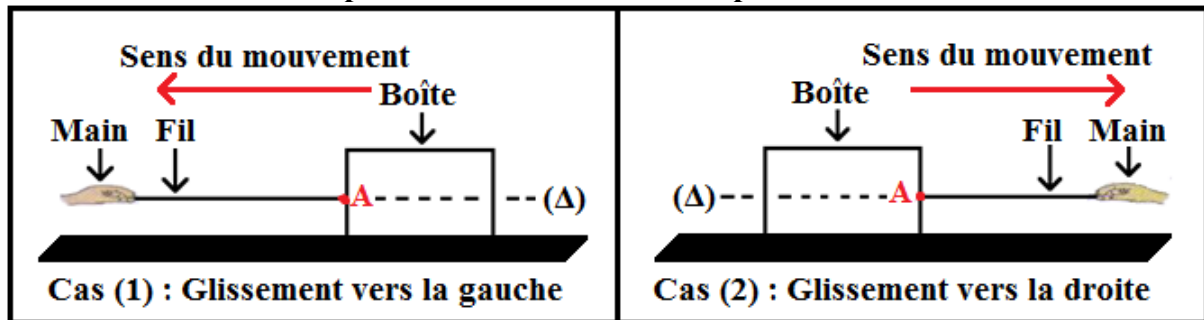 Sens du mouvement
Boîte
Main Fil
A
(Δ)
Cas (1) : Glissement vers la gauche
Sens du mouvement
Boîte
Fil Main
(Δ)
A
Cas (2) : Glissement vers la droite